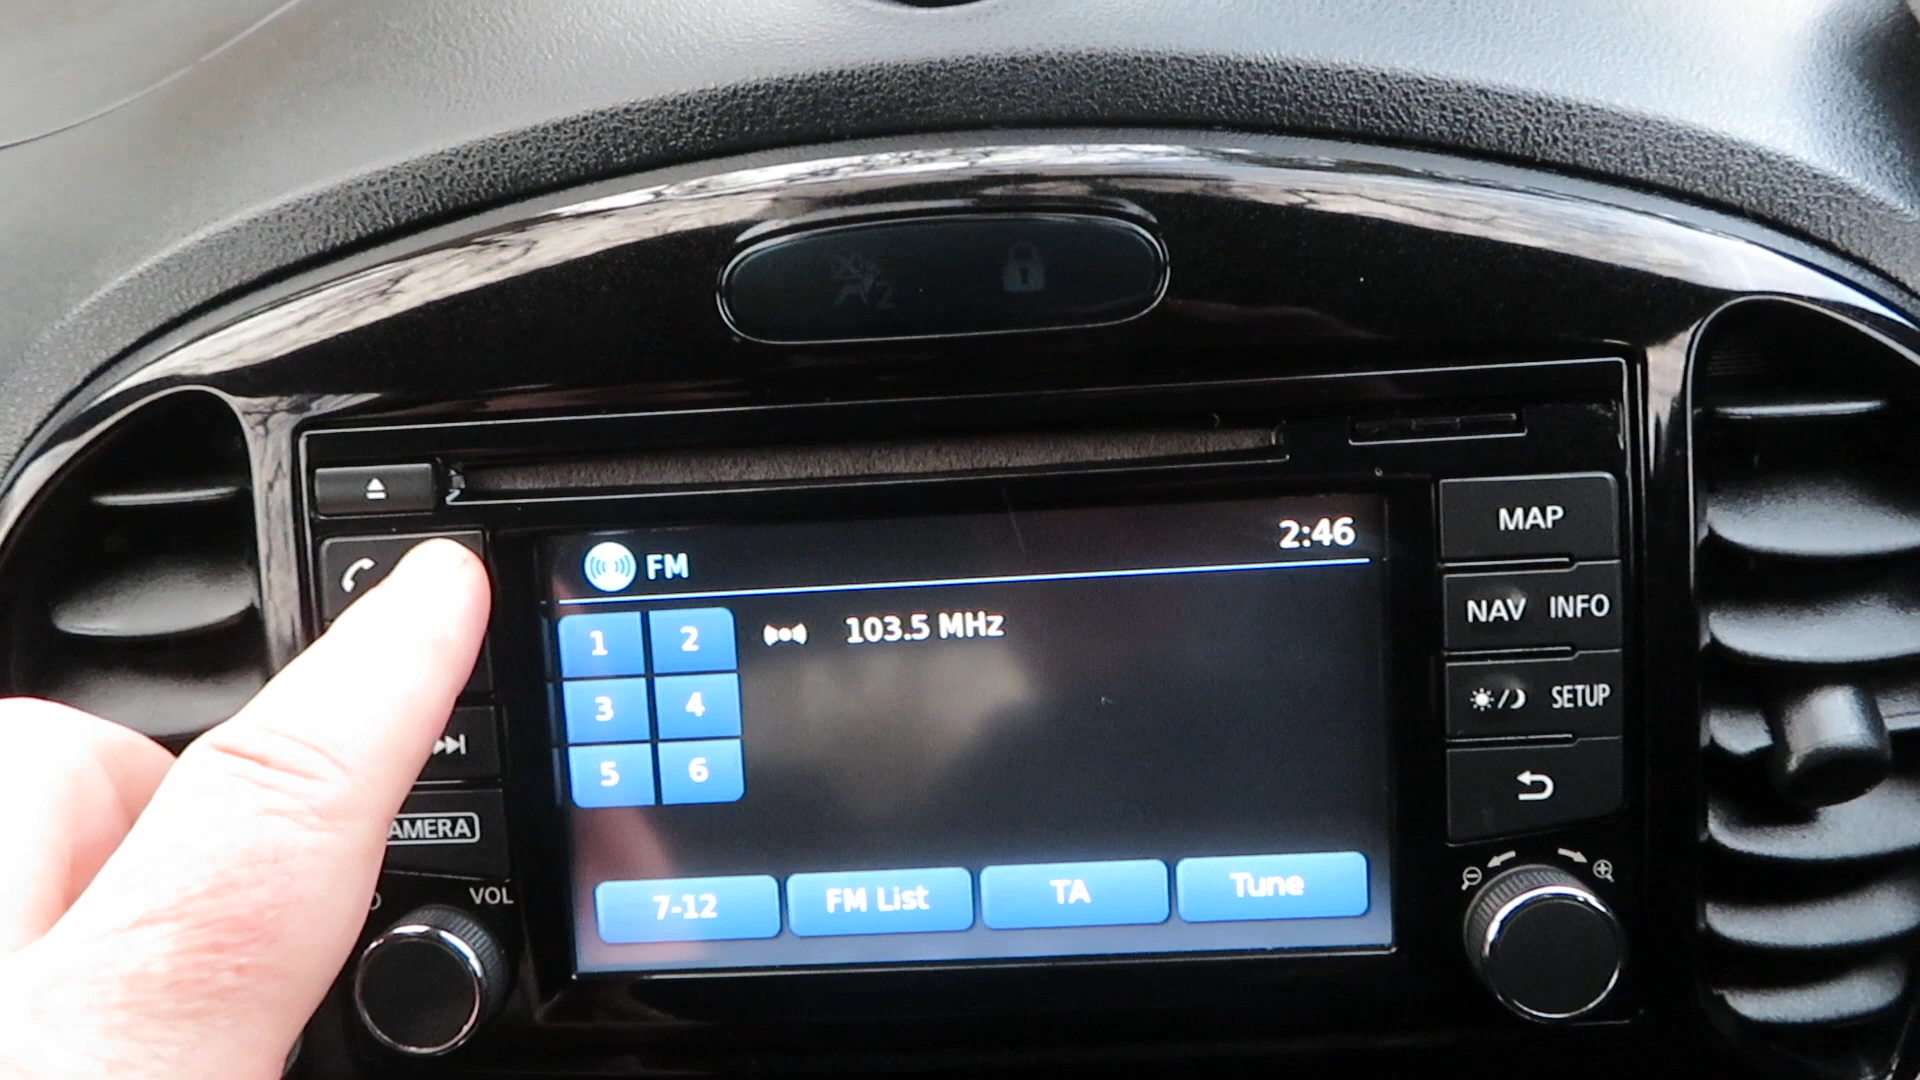 2:46
FM
MAP
1 2
103.5 MHz
NAV INFO
3 4
SETUP
5 6
AMERA
VOL
7-12
FM List
TA
Tune